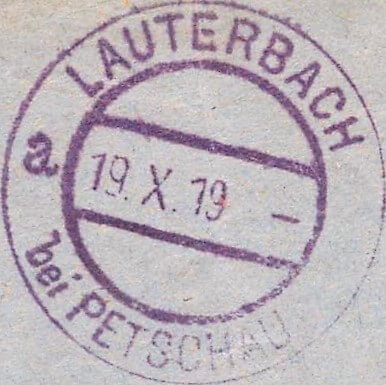 LAUTERBACH
a
19. X. 19 –
bei PETSCHAU